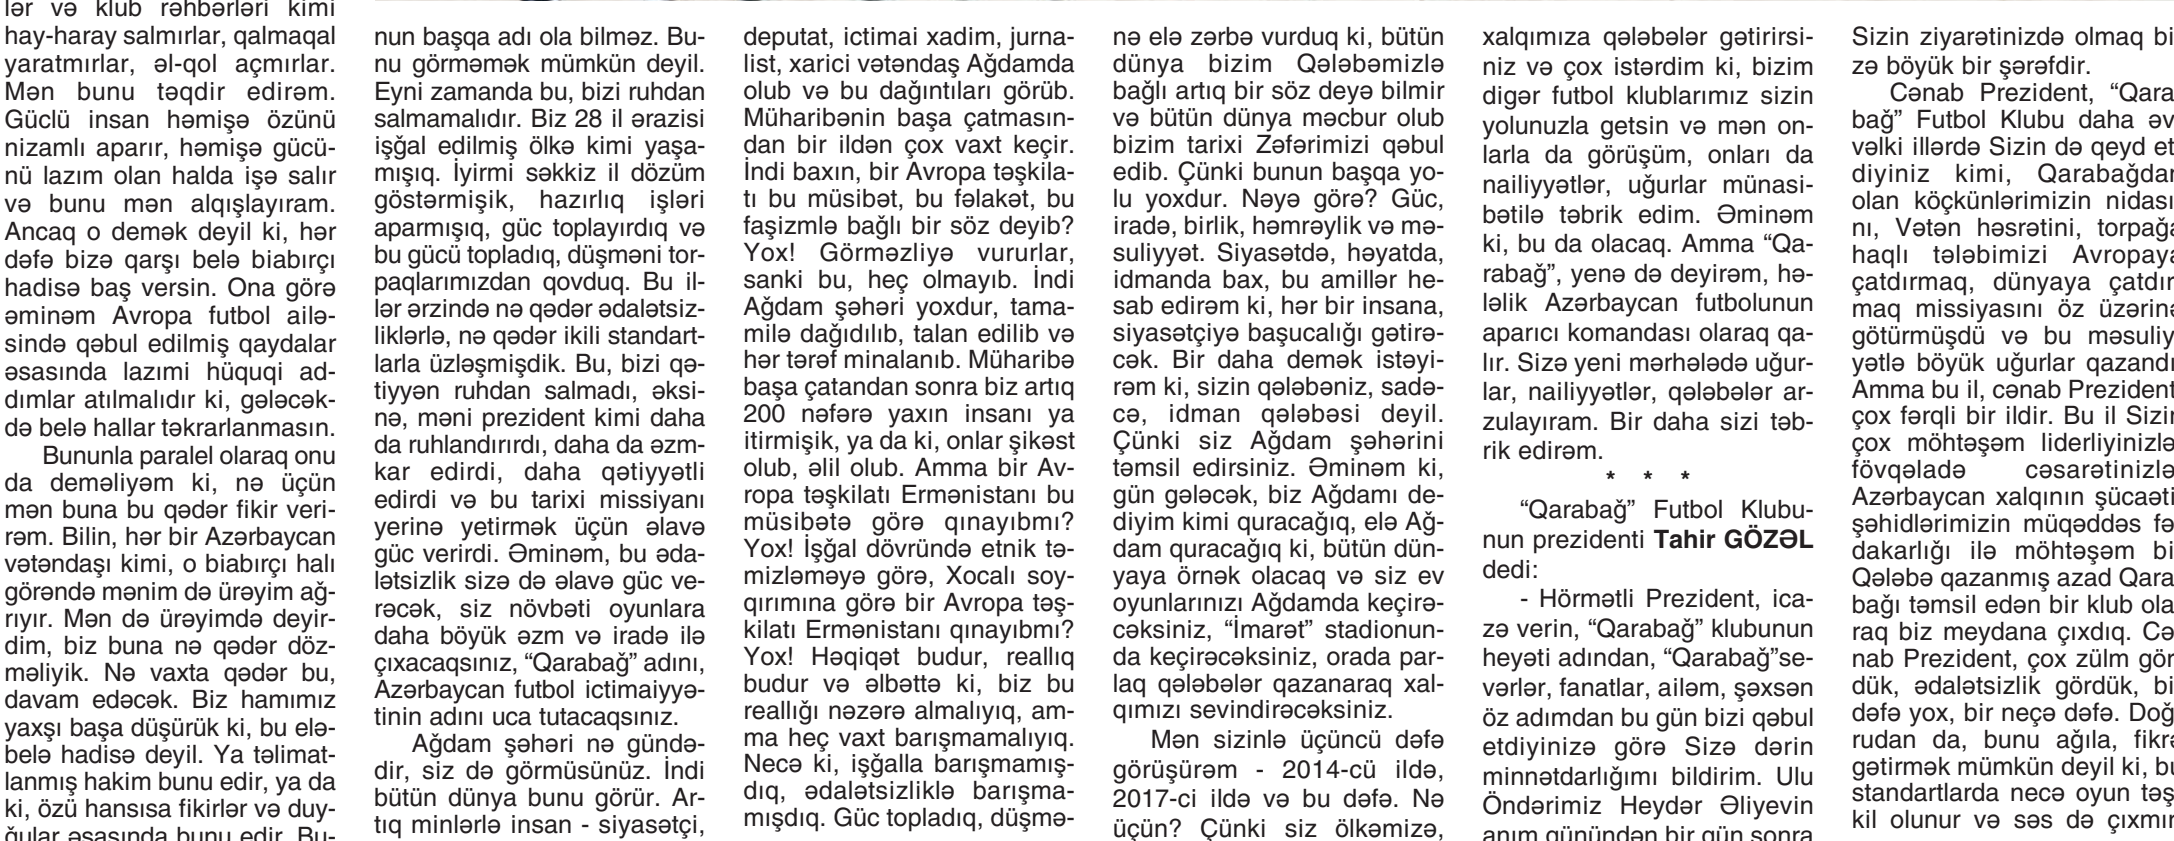 lər və klub rəhbərləri kimi
hay-haray salmırlar, qalmaqal
yaratmırlar, əl-qol açmırlar.
Mən bunu təqdir edirəm.
Güclü insan həmişə özünü
nizamlı aparır, həmişə gücü-
nü lazım olan halda işə salır
və bunu mən alqışlayıram.
Ancaq o demək deyil ki, hər
dəfə bizə qarşı belə biabırçı
hadisə baş versin. Ona görə
əminəm Avropa futbol ailə-
sində qəbul edilmiş qaydalar
əsasında lazımi hüquqi ad-
dımlar atılmalıdır ki, gələcək-
də belə hallar təkrarlanmasın.
Bununla paralel olaraq onu
da deməliyəm ki, nə üçün
mən buna bu qədər fikir veri-
rəm. Bilin, hər bir Azərbaycan
vətəndaşı kimi, o biabırçı halı
görəndə mənim də ürəyim ağ-
rıyır. Mən də ürəyimdə deyir-
dim, biz buna nə qədər döz-
məliyik. Nə vaxta qədər bu,
davam edəcək. Biz hamımız
yaxşı başa düşürük ki, bu elə-
belə hadisə deyil. Ya təlimat-
lanmış hakim bunu edir, ya da
ki, özü hansısa fikirlər və duy-
ğular əsasında bunu edir. Bu-
nun başqa adı ola bilməz. Bu-
nu görməmək mümkün deyil.
Eyni zamanda bu, bizi ruhdan
salmamalıdır. Biz 28 il ərazisi
işğal edilmiş ölkə kimi yaşa-
mışıq. İyirmi səkkiz il dözüm
göstərmişik, hazırlıq işləri
aparmışıq, güc toplayırdıq və
bu gücü topladıq, düşməni tor-
paqlarımızdan qovduq. Bu il-
lər ərzində nə qədər ədalətsiz-
liklərlə, nə qədər ikili standart-
larla üzləşmişdik. Bu, bizi qə-
tiyyən ruhdan salmadı, əksi-
nə, məni prezident kimi daha
da ruhlandırırdı, daha da əzm-
kar edirdi, daha qətiyyətli
edirdi və bu tarixi missiyanı
yerinə yetirmək üçün əlavə
güc verirdi. Əminəm, bu əda-
lətsizlik sizə də əlavə güc ve-
rəcək, siz növbəti oyunlara
daha böyük əzm və iradə ilə
çıxacaqsınız, “Qarabağ” adını,
Azərbaycan futbol ictimaiyyə-
tinin adını uca tutacaqsınız.
Ağdam şəhəri nə gündə-
dir, siz də görmüsünüz. İndi
bütün dünya bunu görür. Ar-
tıq minlərlə insan - siyasətçi,
deputat, ictimai xadim, jurna-
list, xarici vətəndaş Ağdamda
olub və bu dağıntıları görüb.
Müharibənin başa çatmasın-
dan bir ildən çox vaxt keçir.
İndi baxın, bir Avropa təşkila-
tı bu müsibət, bu fəlakət, bu
faşizmlə bağlı bir söz deyib?
Yox! Görməzliyə vururlar,
sanki bu, heç olmayıb. İndi
Ağdam şəhəri yoxdur, tama-
milə dağıdılıb, talan edilib və
hər tərəf minalanıb. Müharibə
başa çatandan sonra biz artıq
200 nəfərə yaxın insanı ya
itirmişik, ya da ki, onlar şikəst
olub, əlil olub. Amma bir Av-
ropa təşkilatı Ermənistanı bu
müsibətə görə qınayıbmı?
Yox! İşğal dövründə etnik tə-
mizləməyə görə, Xocalı soy-
qırımına görə bir Avropa təş-
kilatı Ermənistanı qınayıbmı?
Yox! Həqiqət budur, reallıq
budur və əlbəttə ki, biz bu
reallığı nəzərə almalıyıq, am-
ma heç vaxt barışmamalıyıq.
Necə ki, işğalla barışmamış-
dıq, ədalətsizliklə barışma-
mışdıq. Güc topladıq, düşmə-
nə elə zərbə vurduq ki, bütün
dünya bizim Qələbəmizlə
bağlı artıq bir söz deyə bilmir
və bütün dünya məcbur olub
bizim tarixi Zəfərimizi qəbul
edib. Çünki bunun başqa yo-
lu yoxdur. Nəyə görə? Güc,
iradə, birlik, həmrəylik və mə-
suliyyət. Siyasətdə, həyatda,
idmanda bax, bu amillər he-
sab edirəm ki, hər bir insana,
siyasətçiyə başucalığı gətirə-
cək. Bir daha demək istəyi-
rəm ki, sizin qələbəniz, sadə-
cə, idman qələbəsi deyil.
Çünki siz Ağdam şəhərini
təmsil edirsiniz. Əminəm ki,
gün gələcək, biz Ağdamı de-
diyim kimi quracağıq, elə Ağ-
dam quracağıq ki, bütün dün-
yaya örnək olacaq və siz ev
oyunlarınızı Ağdamda keçirə-
cəksiniz, “İmarət” stadionun-
da keçirəcəksiniz, orada par-
laq qələbələr qazanaraq xal-
qımızı sevindirəcəksiniz.
Mən sizinlə üçüncü dəfə
görüşürəm - 2014-cü ildə,
2017-ci ildə və bu dəfə. Nə
üçün? Çünki siz ölkəmizə,
xalqımıza qələbələr gətirirsi-
niz və çox istərdim ki, bizim
digər futbol klublarımız sizin
yolunuzla getsin və mən on-
larla da görüşüm, onları da
nailiyyətlər, uğurlar münasi-
bətilə təbrik edim. Əminəm
ki, bu da olacaq. Amma “Qa-
rabağ”, yenə də deyirəm, hə-
ləlik Azərbaycan futbolunun
aparıcı komandası olaraq qa-
lır. Sizə yeni mərhələdə uğur-
lar, nailiyyətlər, qələbələr ar-
zulayıram. Bir daha sizi təb-
rik edirəm.
* * *
“Qarabağ” Futbol Klubu-
nun prezidenti Tahir GÖZƏL
dedi:
- Hörmətli Prezident, ica-
zə verin, “Qarabağ” klubunun
heyəti adından, “Qarabağ”se-
vərlər, fanatlar, ailəm, şəxsən
öz adımdan bu gün bizi qəbul
etdiyinizə görə Sizə dərin
minnətdarlığımı bildirim. Ulu
Öndərimiz Heydər Əliyevin
anım günündən bir gün sonra
Sizin ziyarətinizdə olmaq bi
zə böyük bir şərəfdir.
Cənab Prezident, “Qara
bağ” Futbol Klubu daha əv
vəlki illərdə Sizin də qeyd et
diyiniz kimi, Qarabağdan
olan köçkünlərimizin nidası
nı, Vətən həsrətini, torpağa
haqlı tələbimizi Avropaya
çatdırmaq, dünyaya çatdır
maq missiyasını öz üzərinə
götürmüşdü və bu məsuliy
yətlə böyük uğurlar qazandı
Amma bu il, cənab Prezident
çox fərqli bir ildir. Bu il Sizin
çox möhtəşəm liderliyinizlə
fövqəladə cəsarətinizlə
Azərbaycan xalqının şücaəti
şəhidlərimizin müqəddəs fə
dakarlığı ilə möhtəşəm bi
Qələbə qazanmış azad Qara
bağı təmsil edən bir klub ola
raq biz meydana çıxdıq. Cə
nab Prezident, çox zülm gör
dük, ədalətsizlik gördük, bi
dəfə yox, bir neçə dəfə. Doğ
rudan da, bunu ağıla, fikrə
gətirmək mümkün deyil ki, bu
standartlarda necə oyun təş
kil olunur və səs də çıxmır